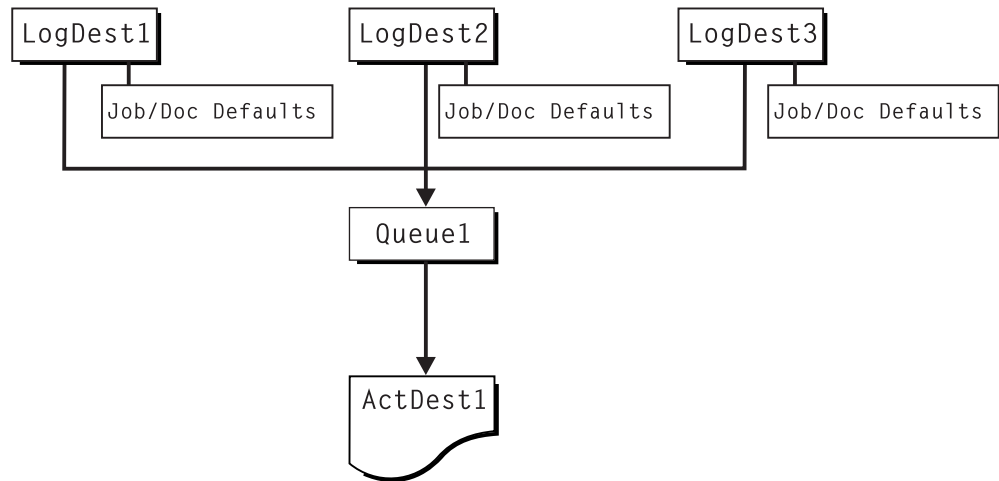 LogDest1
LogDest2
LogDest3
Job/Doc Defaults
Job/Doc Defaults
Job/Doc Defaults
Queue1
ActDest1